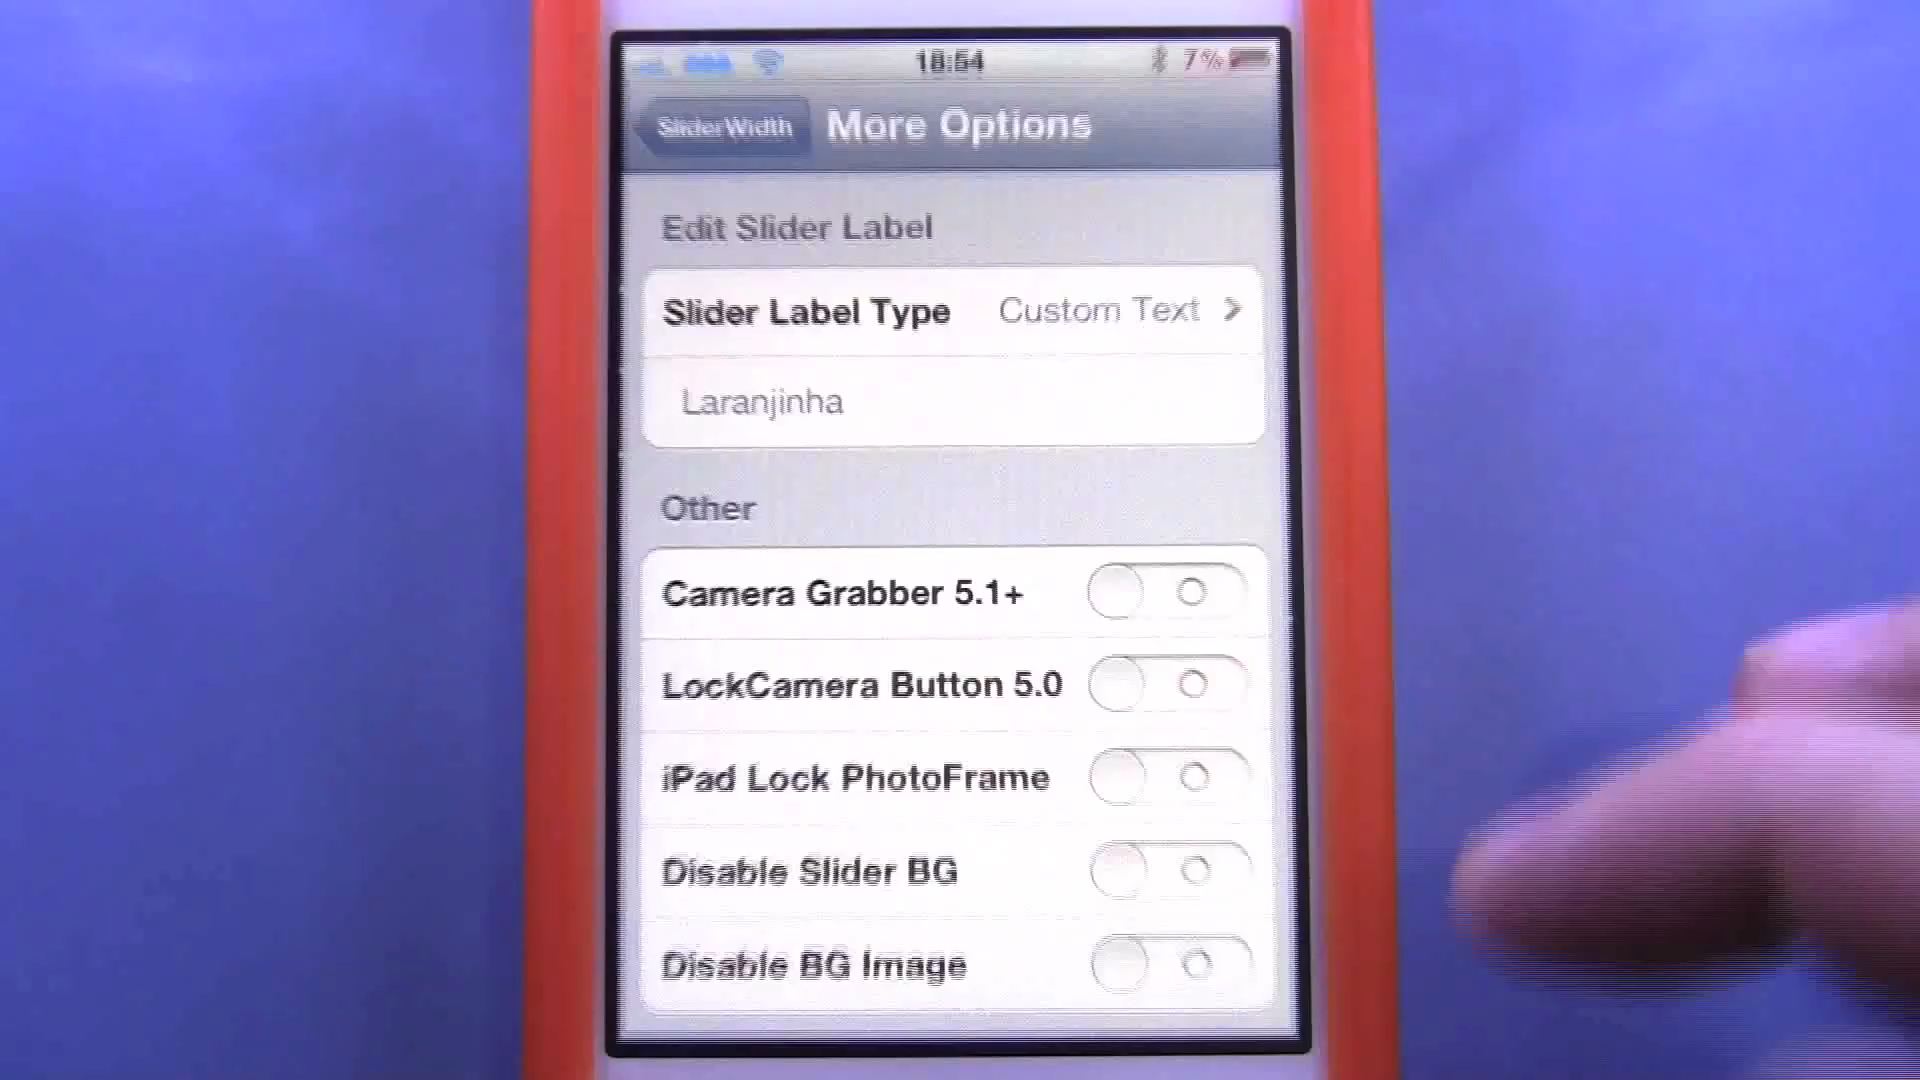 18:54 7%
SliderWidth More Options
Edit Slider Label
Slider Label Type Custom Text
Laranjinha
Other
Camera Grabber 5.1+
LockCamera Button 5.0
iPad Lock PhotoFrame
Disable Slider BG
Disable BG Image